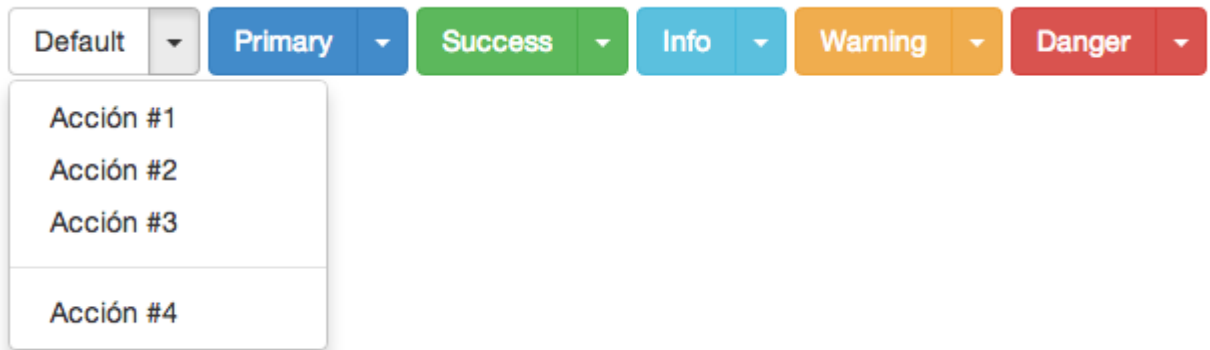 Default Primary Success Info Warning Danger
Acción #1
Acción #2
Acción #3
Acción #4